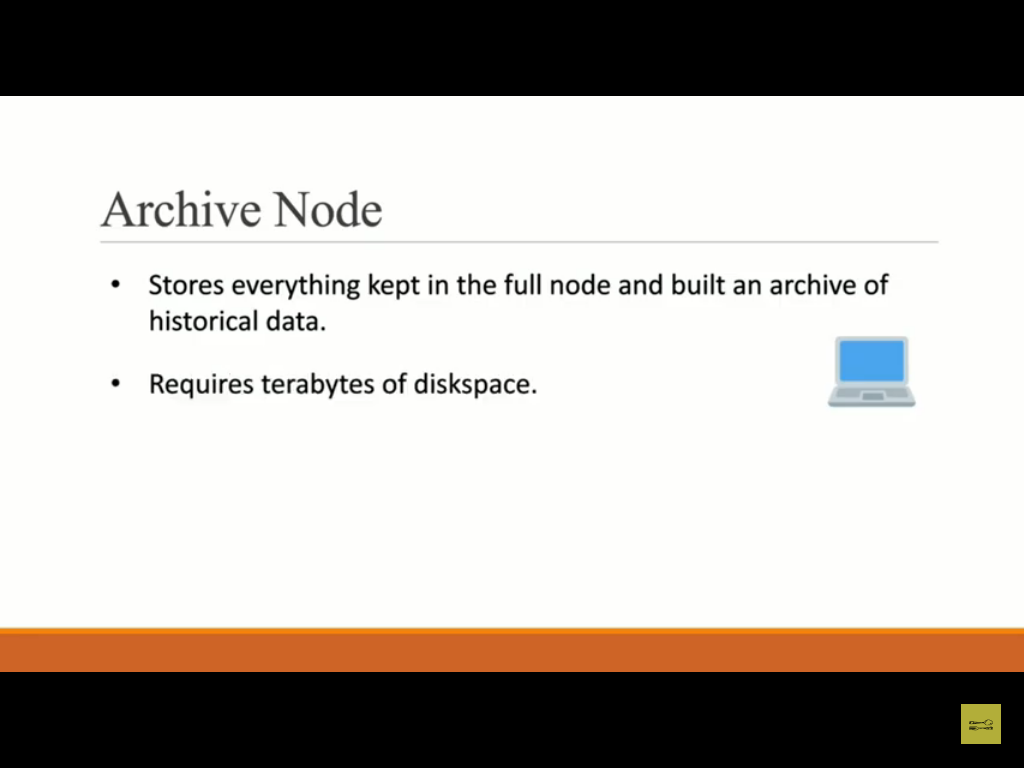 Archive Node
• Stores everything kept in the full node and built an archive of
historical data.
• Requires terabytes of diskspace.